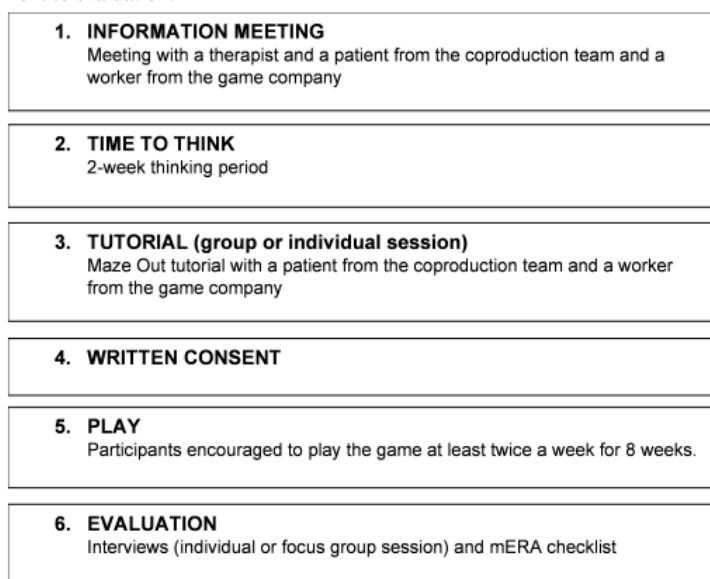 1. INFORMATION MEETING
Meeting with a therapist and a patient from the coproduction team and a
worker from the game company
2. TIME TO THINK
2-week thinking period
3. TUTORIAL (group or individual session)
Maze Out tutorial with a patient from the coproduction team and a worker
from the game company
4. WRITTEN CONSENT
5. PLAY
Participants encouraged to play the game at least twice a week for 8 weeks.
6. EVALUATION
Interviews (individual or focus group session) and mERA checklist